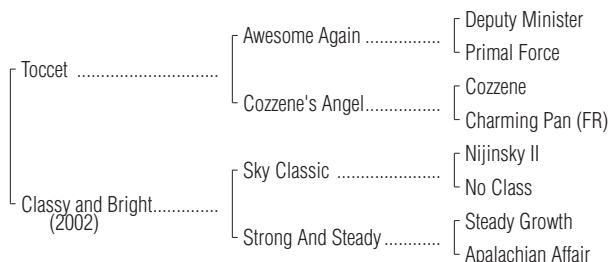 Deputy Minister
Awesome Again ...............
Primal Force
Toccet ............................
Cozzene
Cozzene's Angel...............
Charming Pan (FR)
Nijinsky II
Sky Classic .....................
No Class
Classy and Bright.............
(2002)
Steady Growth
Strong And Steady ...........
Apalachian Affair